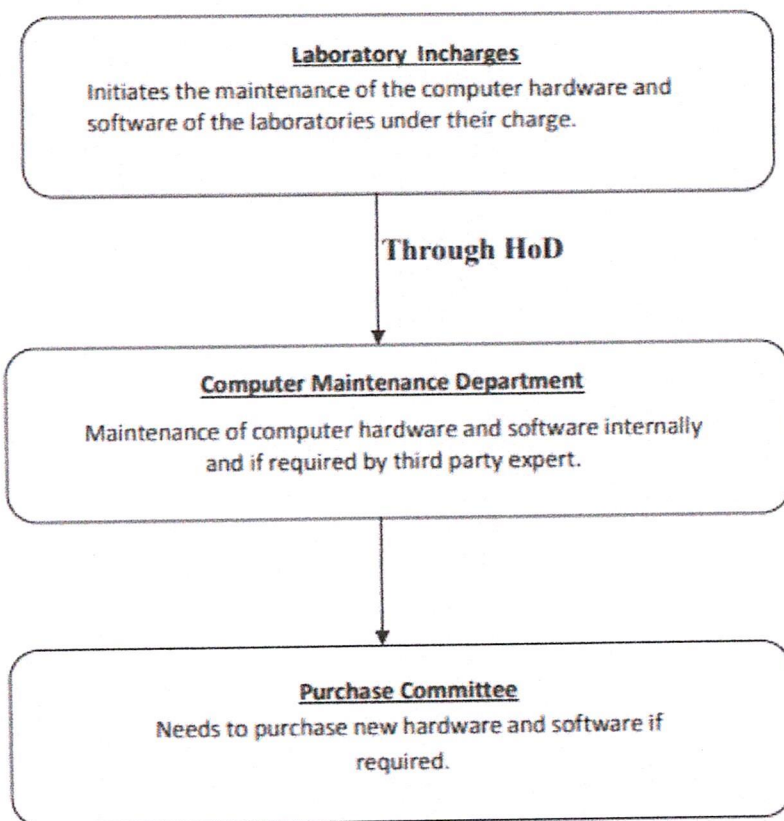 Laboratory Incharges
Initiates the maintenance of the computer hardware and
software of the laboratories under their charge.
Through HoD
Computer Maintenance Department
Maintenance of computer hardware and software internally
and if required by third party expert.
Purchase Committee
Needs to purchase new hardware and software if
required.